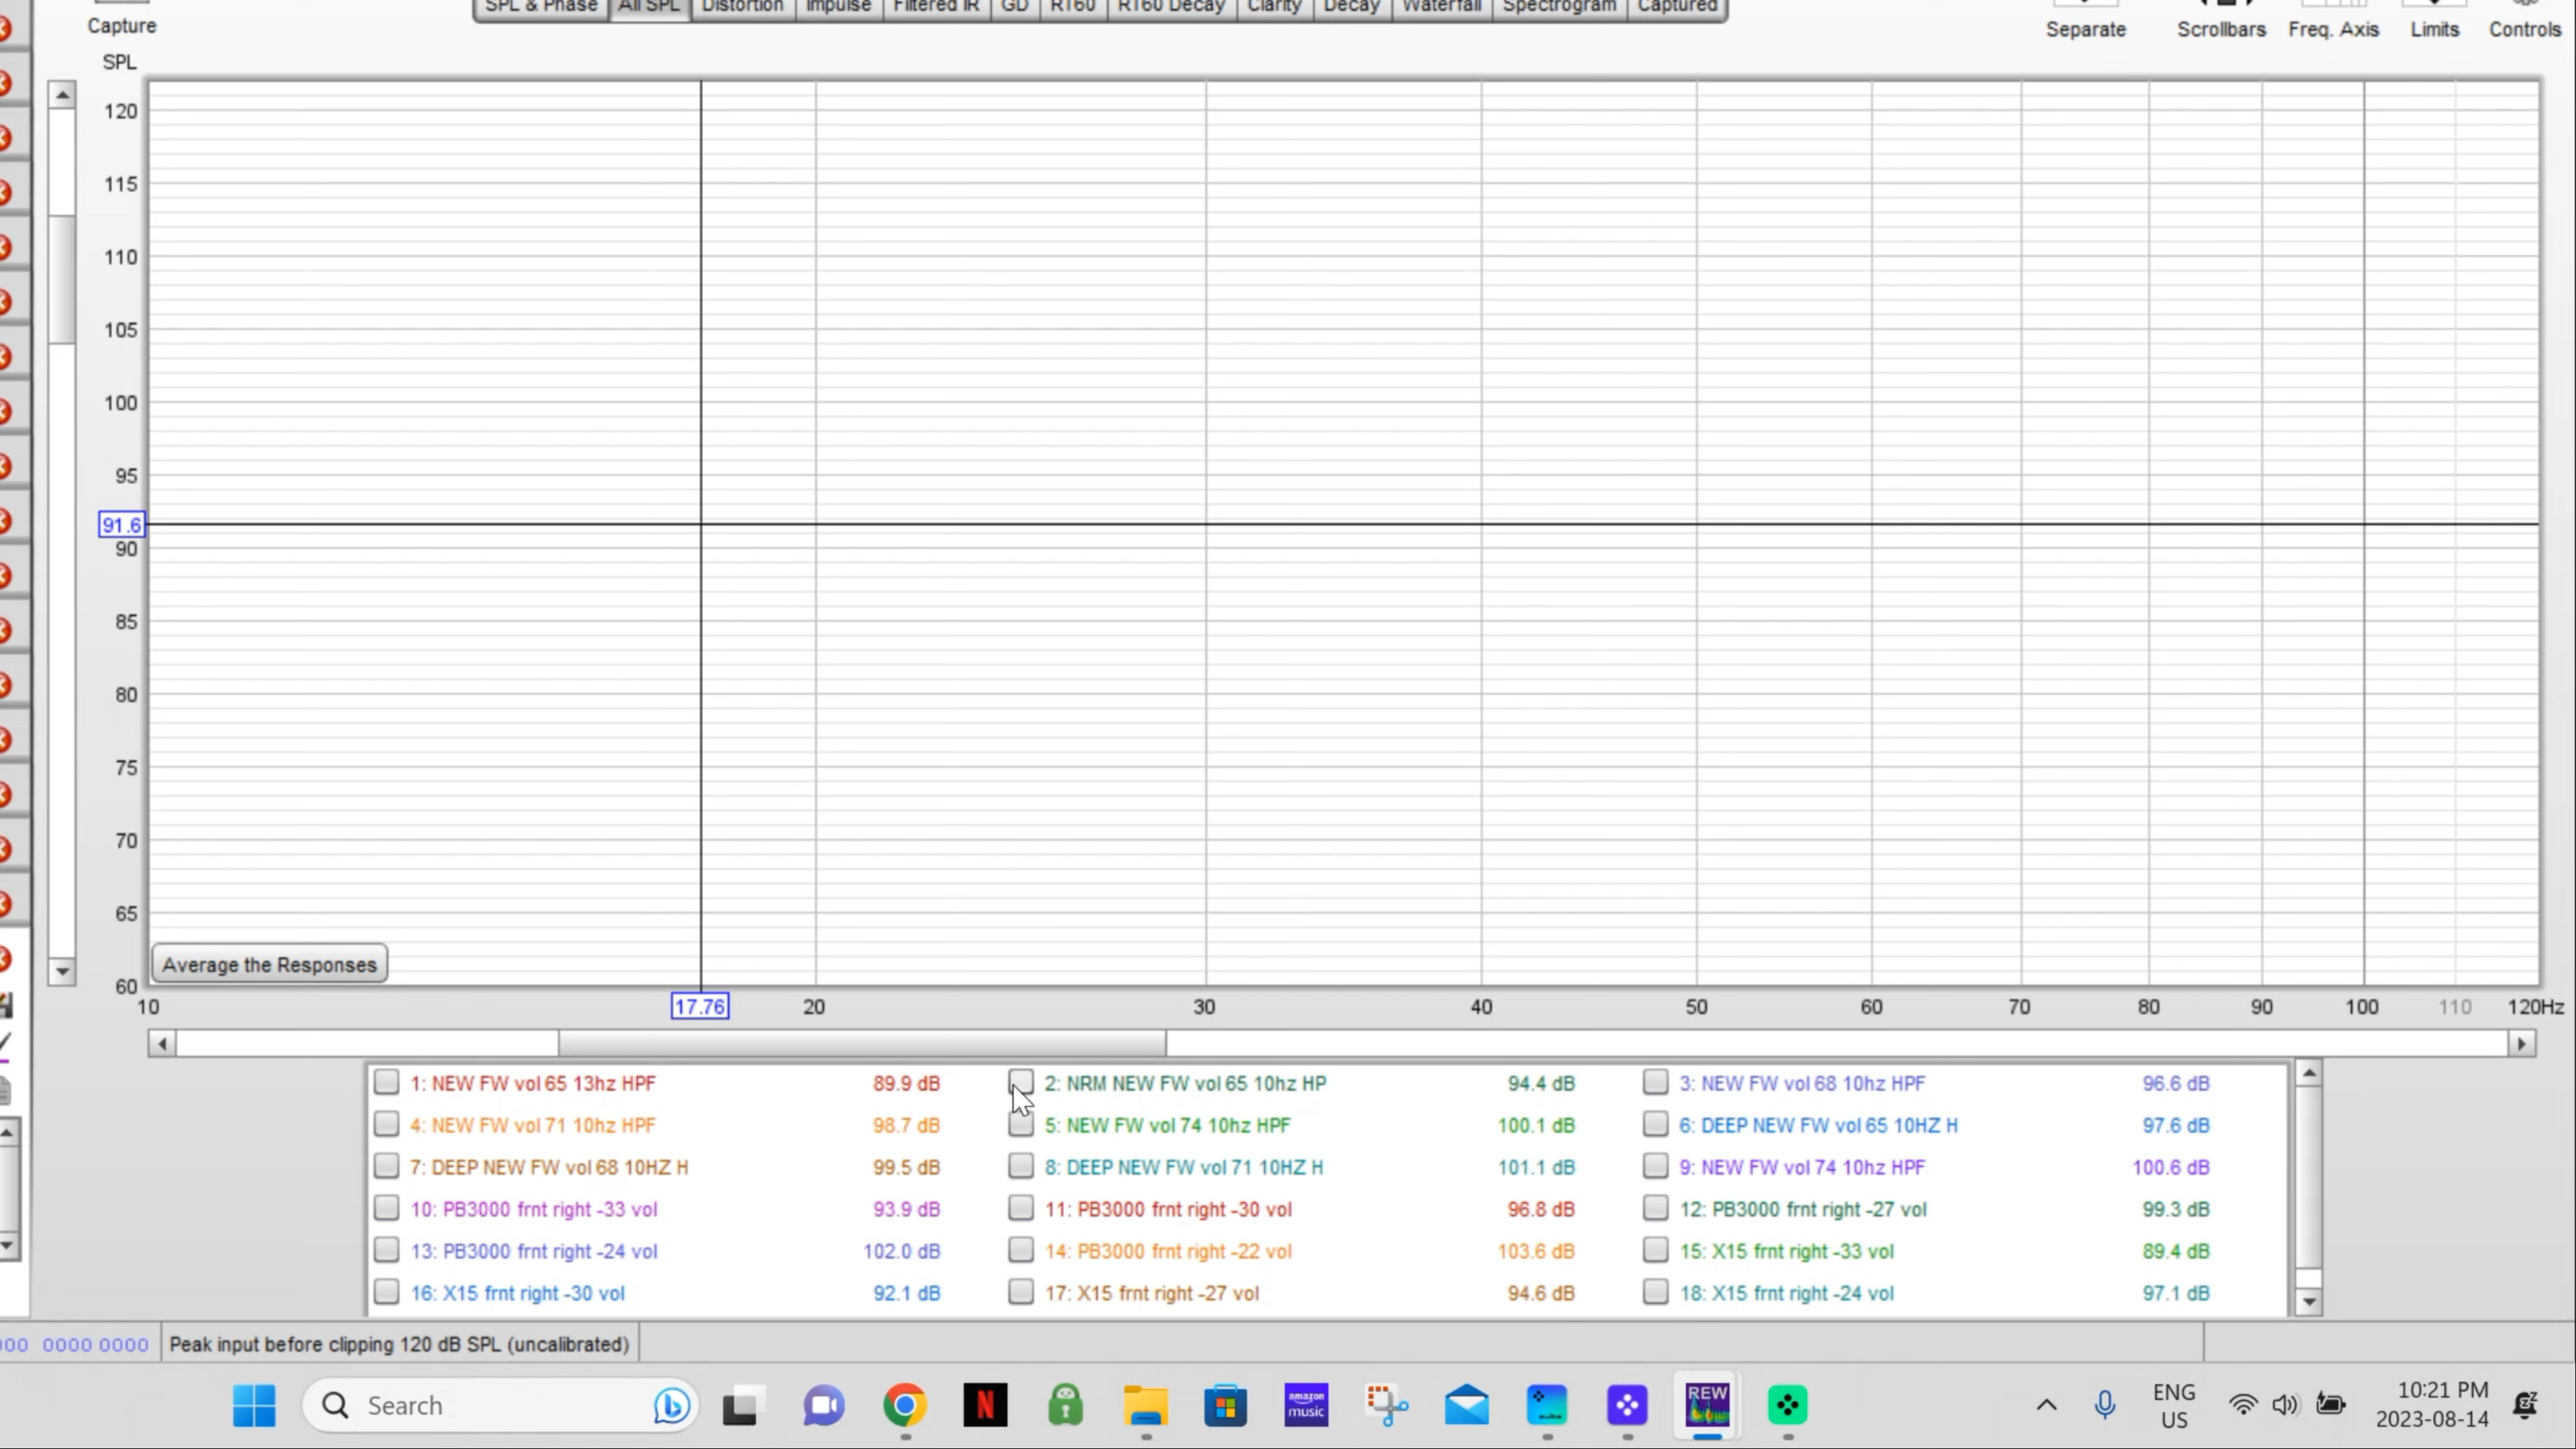 SPL & Phase All SPL Distortion Impulse Filtered IR GD RT60 RT60 Decay Clarity Decay Waterfall Spectrogram Captured
Capture Separate Scrollbars Freq. Axis Limits Controls
SPL
120
115
110
105
100
95
91.6
90
85
80
75
70
65
Average the Responses
60
10 17.76 20 30 40 50 60 70 80 90 100 110 120Hz
1: NEW FW vol 65 13hz HPF 89.9 dB 2: NRM NEW FW vol 65 10hz HP 94.4 dB 3: NEW FW vol 68 10hz HPF 96.6 dB
4: NEW FW vol 71 10hz HPF 98.7 dB 5: NEW FW vol 74 10hz HPF 100.1 dB 6: DEEP NEW FW vol 65 10HZ H 97.6 dB
7: DEEP NEW FW vol 68 10HZ H 99.5 dB 8: DEEP NEW FW vol 71 10HZ H 101.1 dB 9: NEW FW vol 74 10hz HPF 100.6 dB
10: PB3000 frnt right -33 vol 93.9 dB 11: PB3000 frnt right -30 vol 96.8 dB 12: PB3000 frnt right -27 vol 99.3 dB
13: PB3000 frnt right -24 vol 102.0 dB 14: PB3000 frnt right -22 vol 103.6 dB 15: X15 frnt right -33 vol 89.4 dB
16: X15 frnt right -30 vol 92.1 dB 17: X15 frnt right -27 vol 94.6 dB 18: X15 frnt right -24 vol 97.1 dB
000 0000 0000 Peak input before clipping 120 dB SPL (uncalibrated)
Search N amazon music suite REW ENG US 10:21 PM 2023-08-14